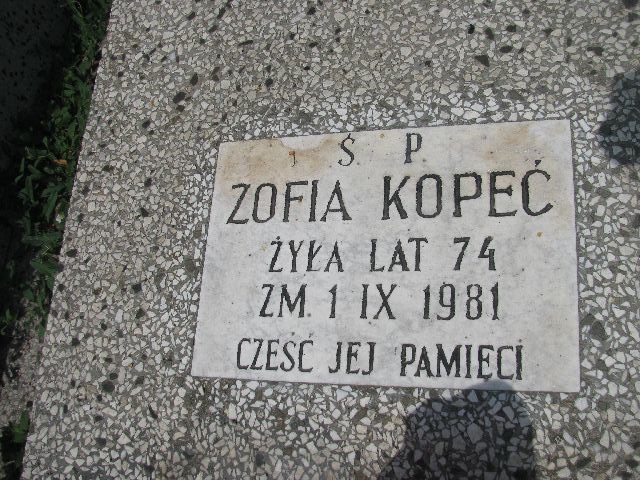 Ś P
ZOFIA KOPEĆ
ŻYŁA LAT 74
ZM. 1 IX 1981
CZEŚĆ JEJ PAMIĘCI